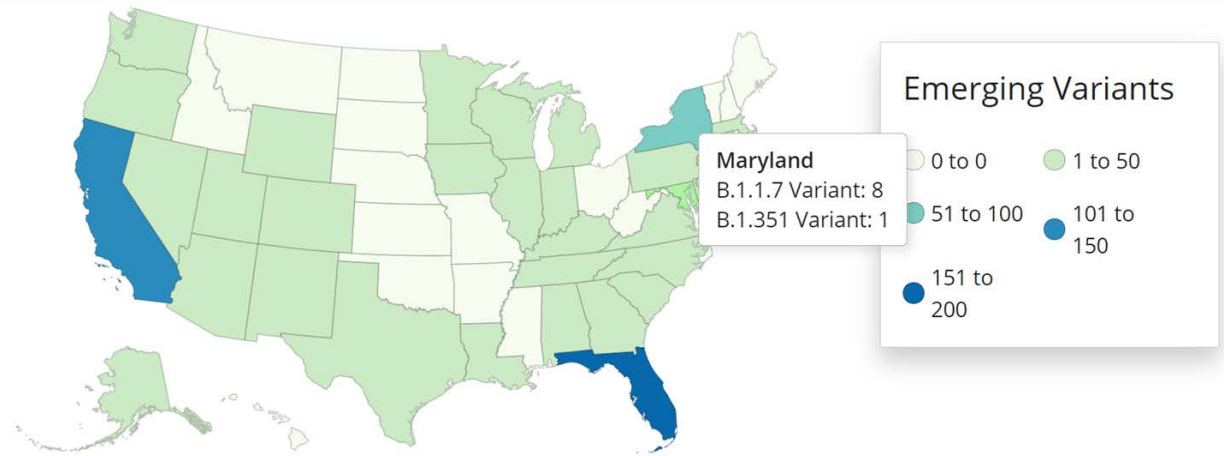 Emerging Variants
Maryland
B.1.1.7 Variant: 8
B.1.351 Variant: 1
0 to 0
1 to 50
51 to 100
101 to
150
151 to
200